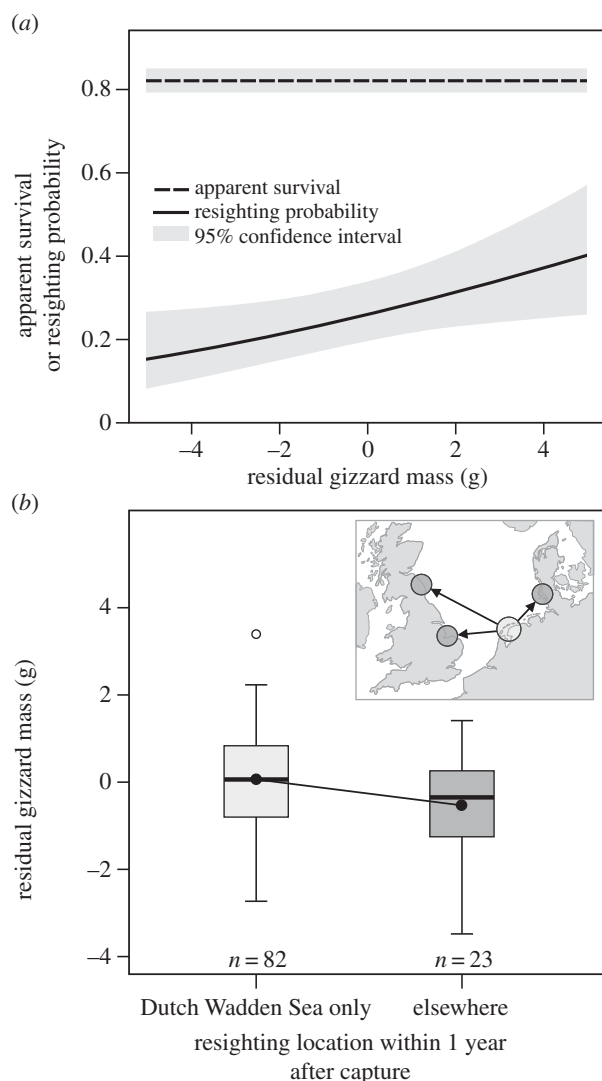 (a)
0.8
0.6
0.4
0.2
0
apparent survival
or resighting probability
apparent survival
resighting probability
95% confidence interval
–4
–2
0
2
4
residual gizzard mass (g)
(b)
4
2
0
–2
–4
residual gizzard mass (g)
n = 82
n = 23
Dutch Wadden Sea only
elsewhere
resighting location within 1 year
after capture